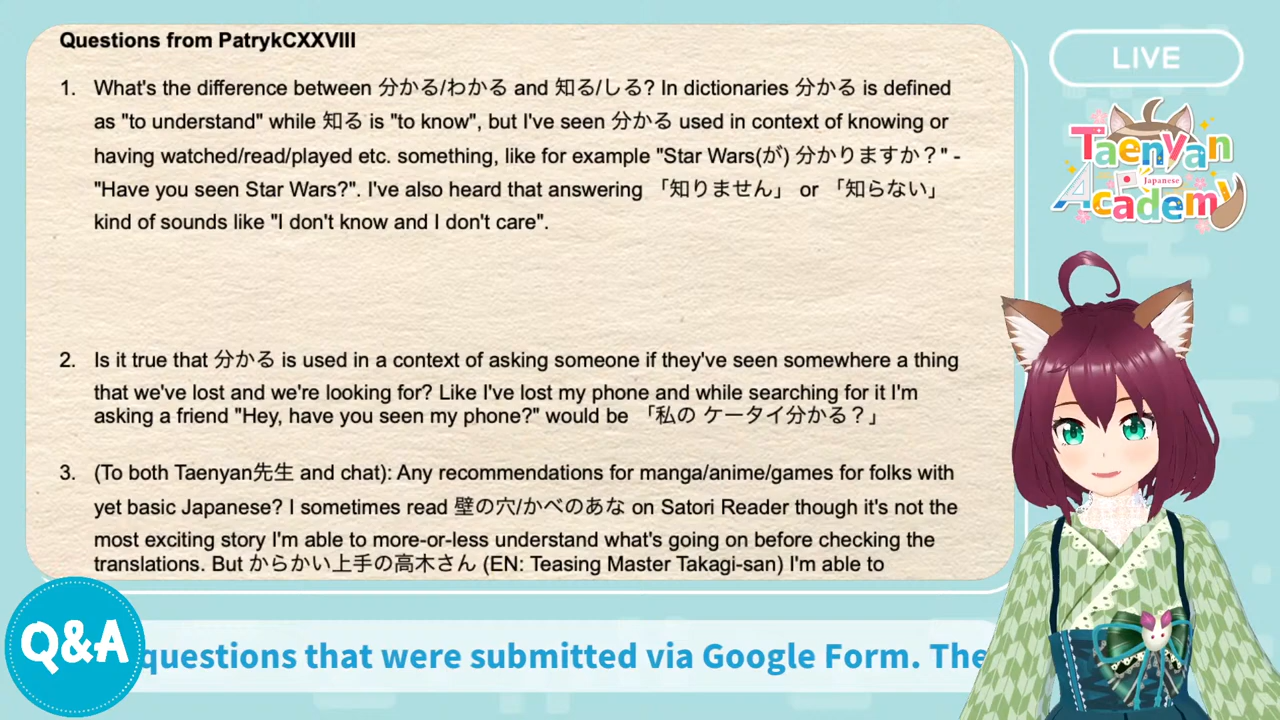 Questions from PatrykCXXVIII
1. What's the difference between 分かる/わかる and 知る/しる? In dictionaries 分かる is defined
as "to understand" while 知る is "to know", but I've seen 分かる used in context of knowing or
having watched/read/played etc. something, like for example "Star Wars(が) 分かりますか？" -
"Have you seen Star Wars?". I've also heard that answering 「知りません」 or 「知らない」
kind of sounds like "I don't know and I don't care".
2. Is it true that 分かる is used in a context of asking someone if they've seen somewhere a thing
that we've lost and we're looking for? Like I've lost my phone and while searching for it I'm
asking a friend "Hey, have you seen my phone?" would be 「私の ケータイ分かる？」
3. (To both Taenyan先生 and chat): Any recommendations for manga/anime/games for folks with
yet basic Japanese? I sometimes read 壁の穴/かべのあな on Satori Reader though it's not the
most exciting story I'm able to more-or-less understand what's going on before checking the
translations. But からかい上手の高木さん (EN: Teasing Master Takagi-san) I'm able to
LIVE
Taenyan
Japanese
Academy
Q&A
questions that were submitted via Google Form. The